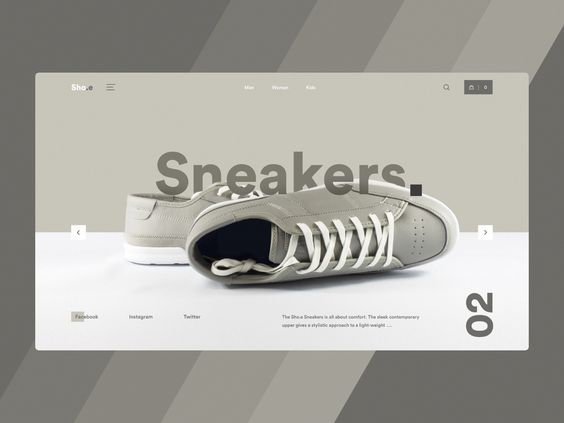 Sho.e
Men
Women
Kids
0
Sneakers
Facebook
Instagram
Twitter
The Sho.e Sneakers is all about comfort. The sleek contemporary
upper gives a stylistic approach to a light-weight ...
02